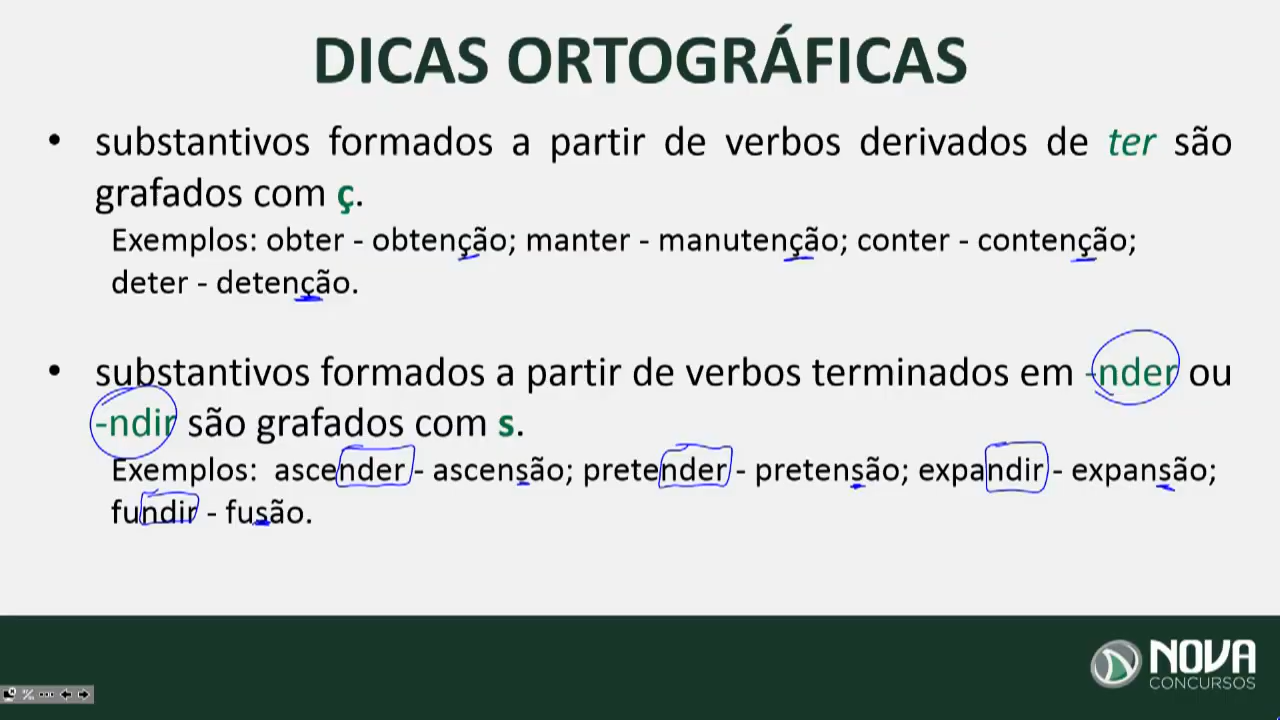 DICAS ORTOGRÁFICAS
• substantivos formados a partir de verbos derivados de ter são
grafados com ç.
Exemplos: obter - obtenção; manter - manutenção; conter - contenção;
deter - detenção.
• substantivos formados a partir de verbos terminados em -nder ou
-ndir são grafados com s.
Exemplos: ascender - ascensão; pretender - pretensão; expandir - expansão;
fundir - fusão.
NOVA
CONCURSOS